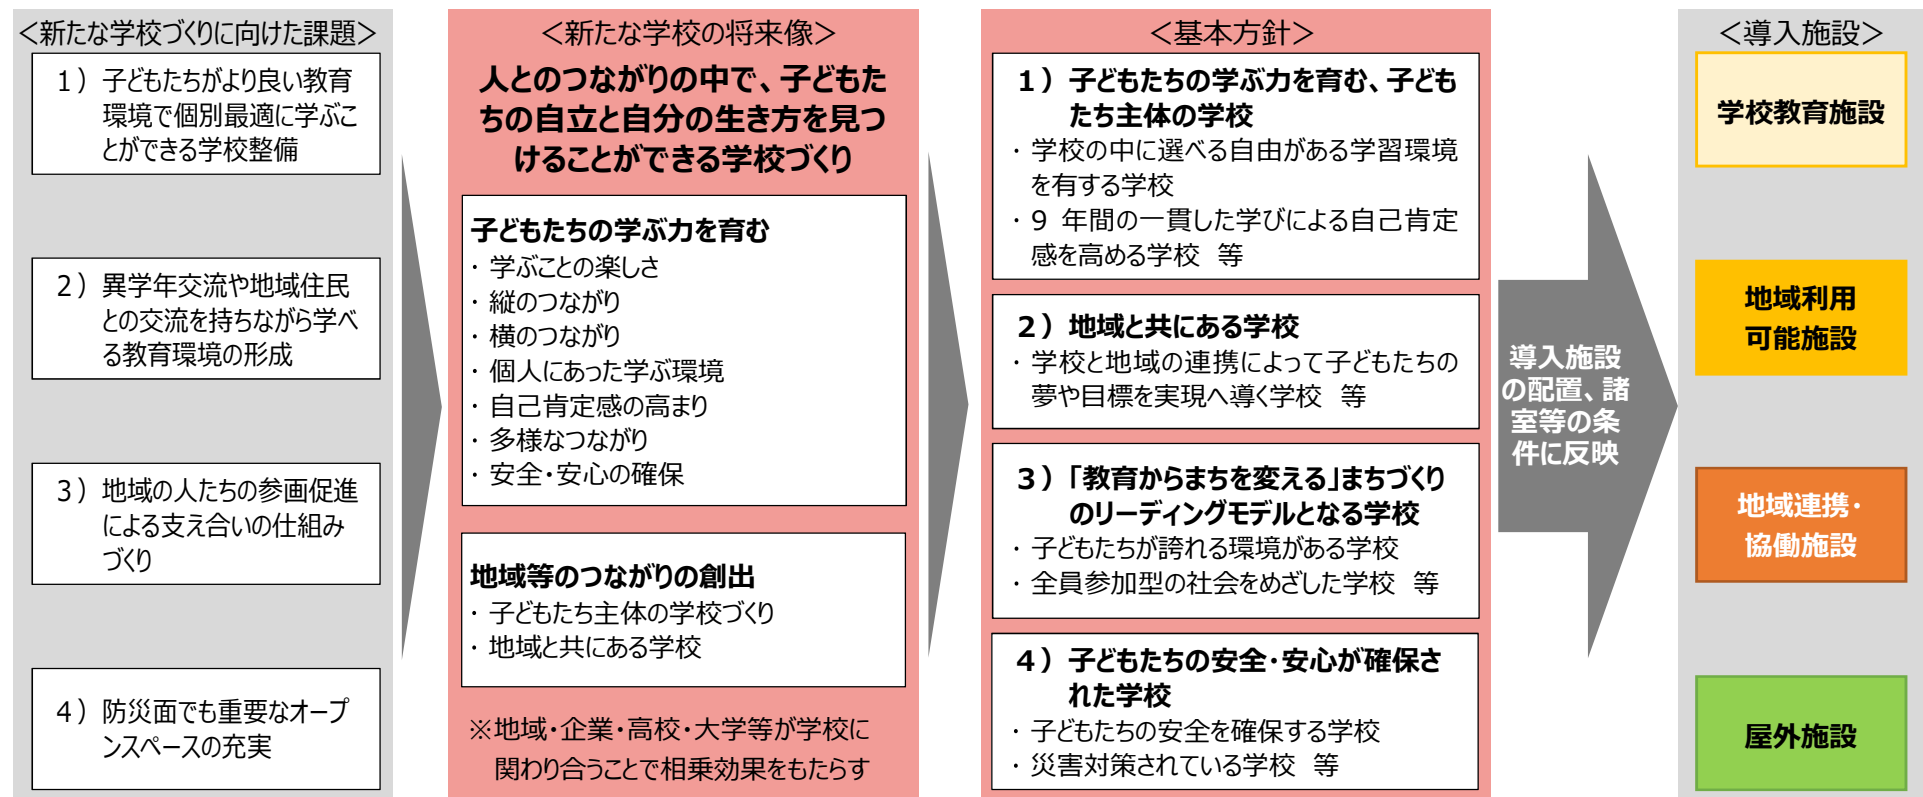 ＜新たな学校づくりに向けた課題＞
１）子どもたちがより良い教育
環境で個別最適に学ぶこ
とができる学校整備
２）異学年交流や地域住民
との交流を持ちながら学べ
る教育環境の形成
３）地域の人たちの参画促進
による支え合いの仕組み
づくり
４）防災面でも重要なオープ
ンスペースの充実
＜新たな学校の将来像＞
人とのつながりの中で、子どもた
ちの自立と自分の生き方を見つ
けることができる学校づくり
子どもたちの学ぶ力を育む
・学ぶことの楽しさ
・縦のつながり
・横のつながり
・個人にあった学ぶ環境
・自己肯定感の高まり
・多様なつながり
・安全・安心の確保
地域等のつながりの創出
・子どもたち主体の学校づくり
・地域と共にある学校
※地域・企業・高校・大学等が学校に
関わり合うことで相乗効果をもたらす
＜基本方針＞
１）子どもたちの学ぶ力を育む、子ども
たち主体の学校
・学校の中に選べる自由がある学習環境
を有する学校
・9 年間の一貫した学びによる自己肯定
感を高める学校　等
２）地域と共にある学校
・学校と地域の連携によって子どもたちの
夢や目標を実現へ導く学校　等
３）「教育からまちを変える」まちづくり
のリーディングモデルとなる学校
・子どもたちが誇れる環境がある学校
・全員参加型の社会をめざした学校　等
４）子どもたちの安全・安心が確保さ
れた学校
・子どもたちの安全を確保する学校
・災害対策されている学校　等
導入施設
の配置、諸
室等の条
件に反映
＜導入施設＞
学校教育施設
地域利用
可能施設
地域連携・
協働施設
屋外施設